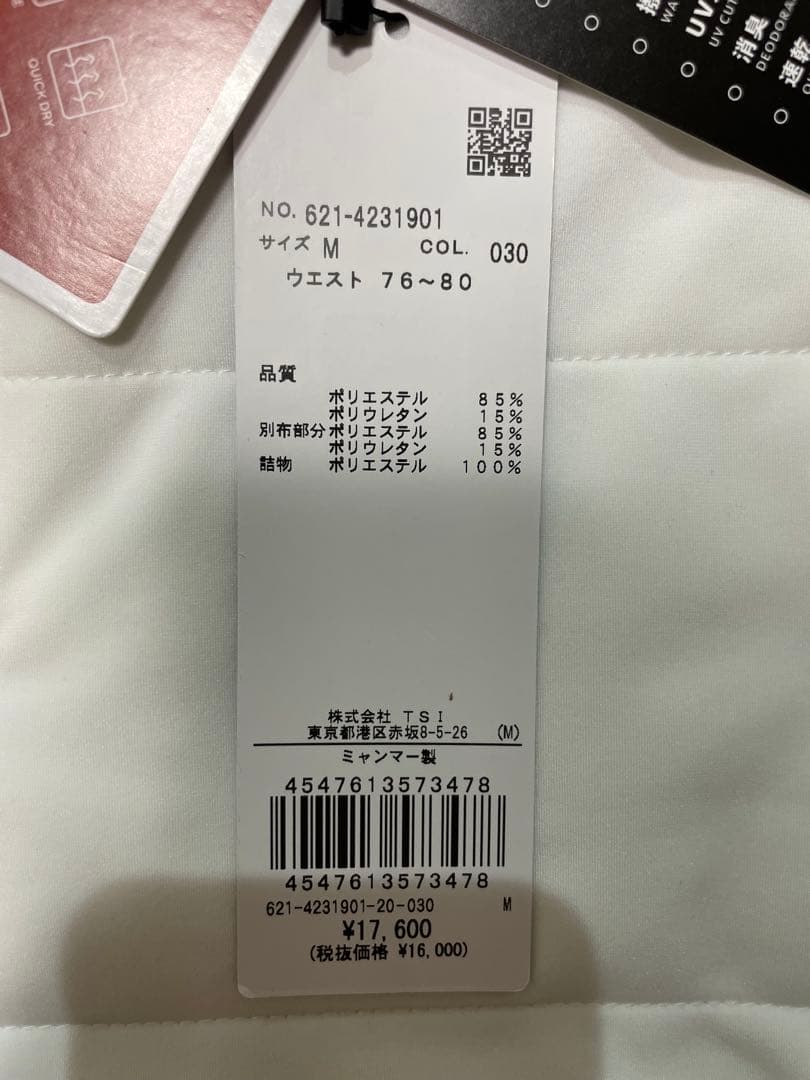 QUICK DRY
UV
UV CU
消臭
DEODORA
速乾
NO. 621-4231901
サイズ M COL. 030
ウエスト 76～80
品質
ポリエステル 85%
ポリウレタン 15%
別布部分 ポリエステル 85%
ポリウレタン 15%
詰物 ポリエステル 100%
株式会社 TSI
東京都港区赤坂8-5-26 (M)
ミャンマー製
4547613573478
4547613573478
621-4231901-20-030 M
¥17,600
(税抜価格 ¥16,000)